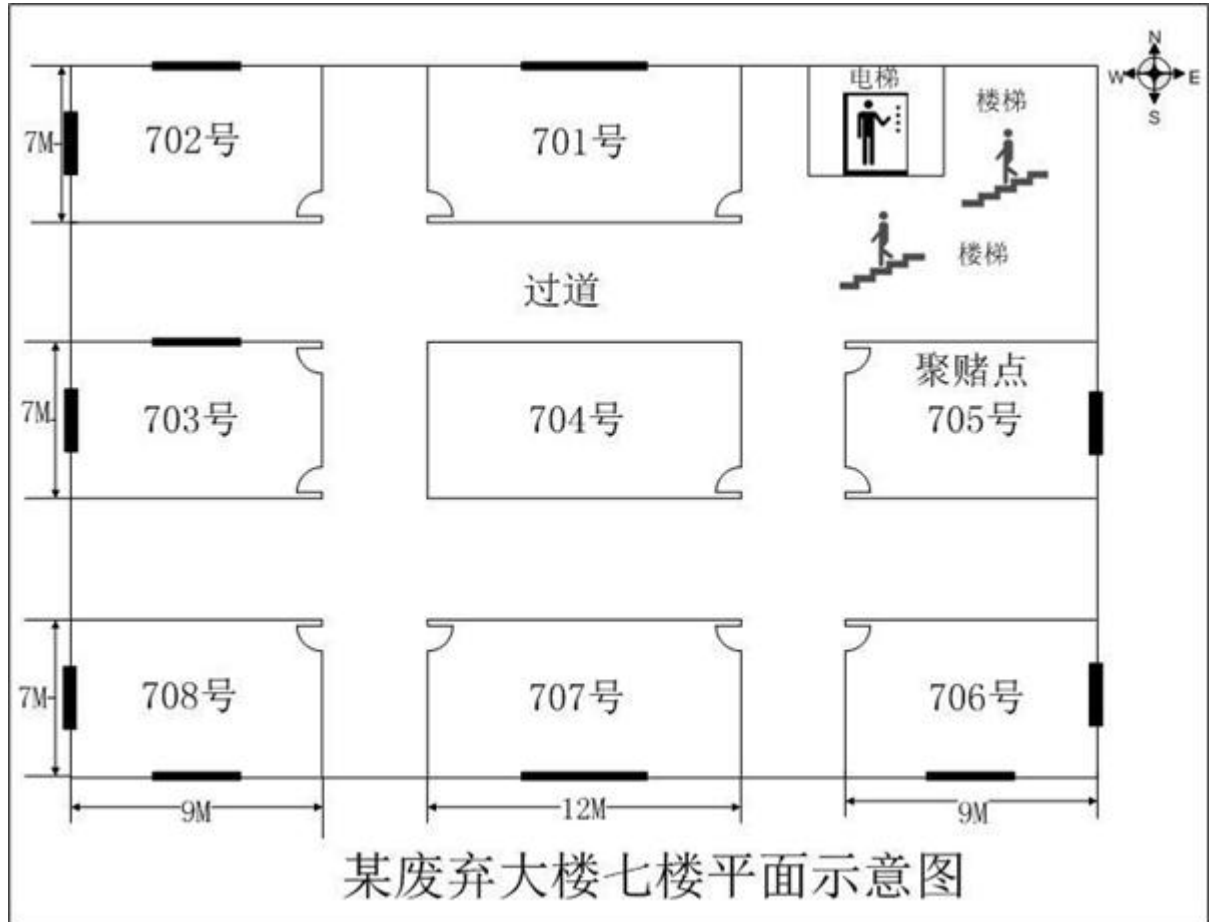 N
W E
S
电梯
楼梯
7M
702号
701号
楼梯
过道
聚赌点
7M
703号
704号
705号
7M
708号
707号
706号
9M
12M
9M
某废弃大楼七楼平面示意图